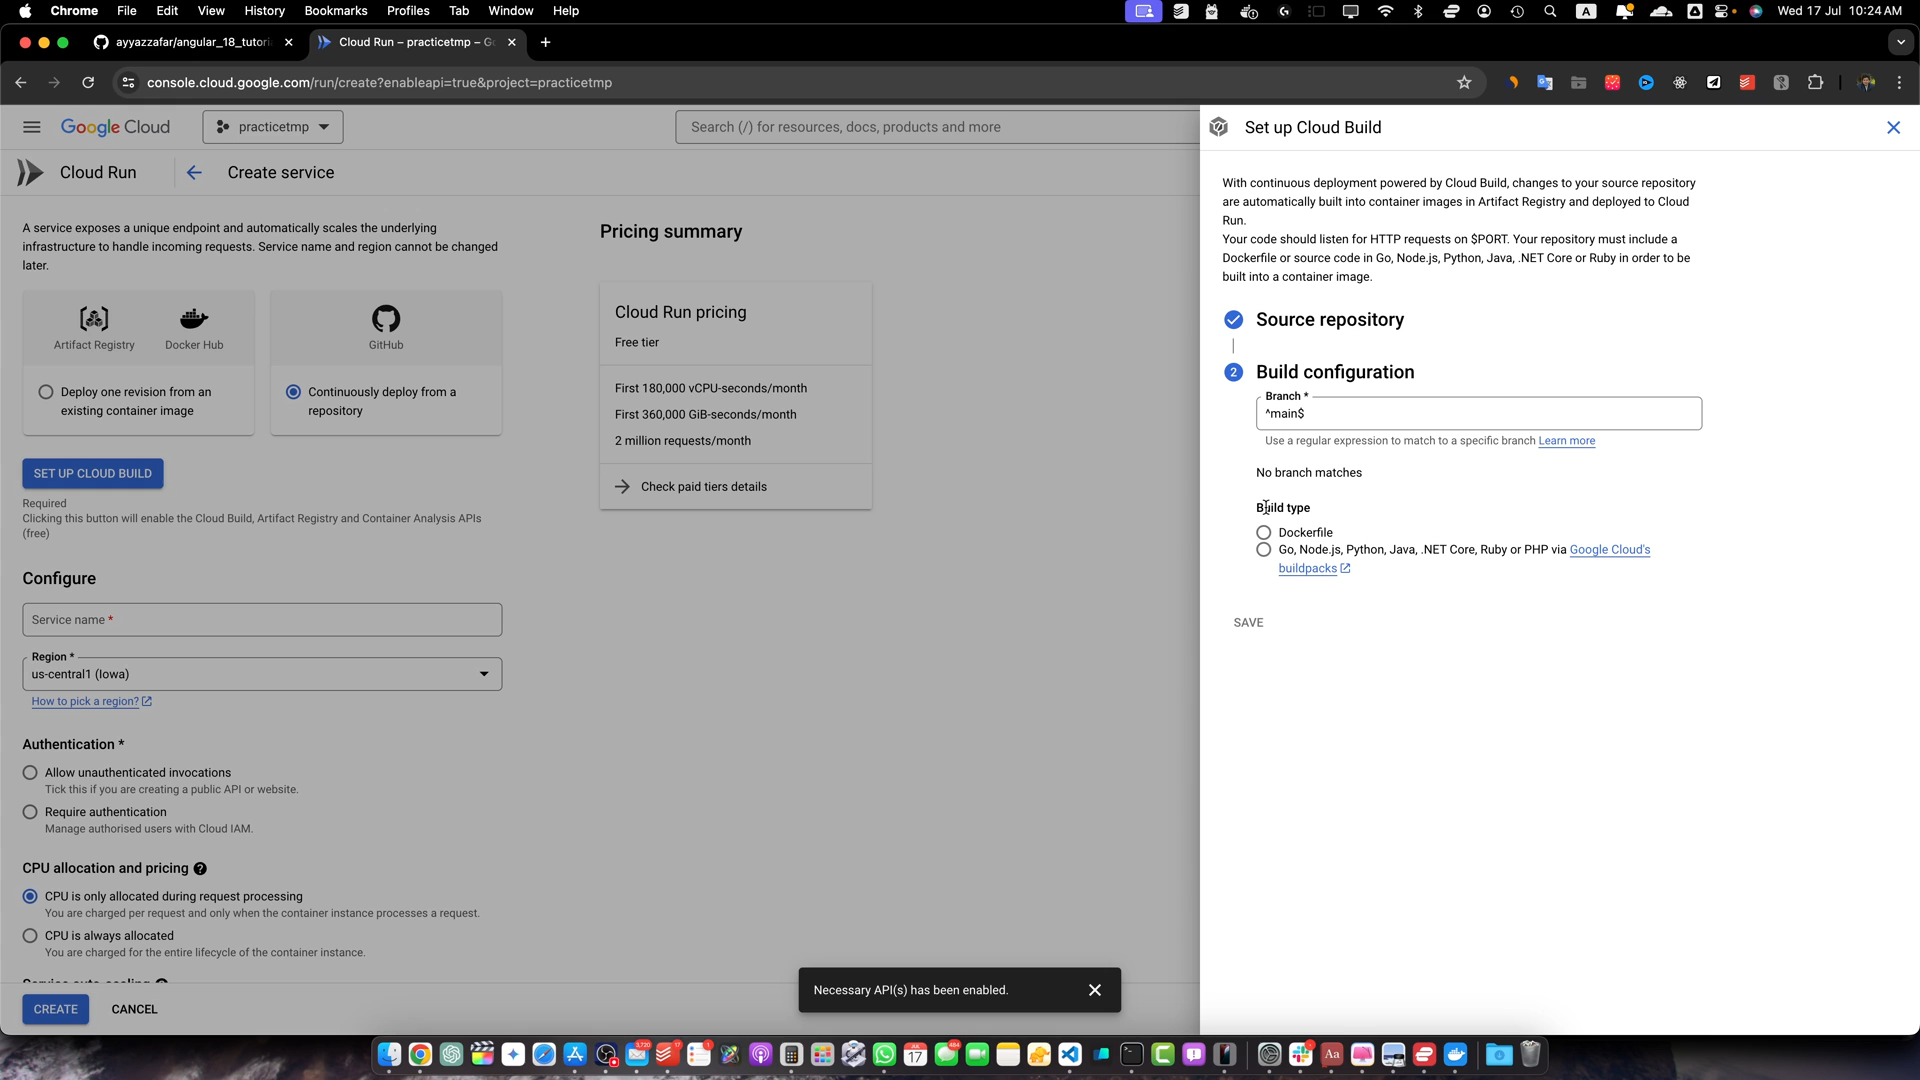 Chrome File Edit View History Bookmarks Profiles Tab Window Help
A
Wed 17 Jul 10:24 AM
ayyazzafar/angular_18_tutori
Cloud Run – practicetmp – Go
console.cloud.google.com/run/create?enableapi=true&project=practicetmp
Google Cloud
practicetmp
Search (/) for resources, docs, products and more
Cloud Run
Create service
A service exposes a unique endpoint and automatically scales the underlying
infrastructure to handle incoming requests. Service name and region cannot be changed
later.
Artifact Registry
Docker Hub
GitHub
Deploy one revision from an
existing container image
Continuously deploy from a
repository
SET UP CLOUD BUILD
Required
Clicking this button will enable the Cloud Build, Artifact Registry and Container Analysis APIs
(free)
Configure
Service name *
Region *
us-central1 (Iowa)
How to pick a region?
Authentication *
Allow unauthenticated invocations
Tick this if you are creating a public API or website.
Require authentication
Manage authorised users with Cloud IAM.
CPU allocation and pricing
CPU is only allocated during request processing
You are charged per request and only when the container instance processes a request.
CPU is always allocated
You are charged for the entire lifecycle of the container instance.
Service auto-scaling
CREATE
CANCEL
Pricing summary
Cloud Run pricing
Free tier
First 180,000 vCPU-seconds/month
First 360,000 GiB-seconds/month
2 million requests/month
Check paid tiers details
Necessary API(s) has been enabled.
Set up Cloud Build
With continuous deployment powered by Cloud Build, changes to your source repository
are automatically built into container images in Artifact Registry and deployed to Cloud
Run.
Your code should listen for HTTP requests on $PORT. Your repository must include a
Dockerfile or source code in Go, Node.js, Python, Java, .NET Core or Ruby in order to be
built into a container image.
Source repository
2
Build configuration
Branch *
^main$
Use a regular expression to match to a specific branch Learn more
No branch matches
Build type
Dockerfile
Go, Node.js, Python, Java, .NET Core, Ruby or PHP via Google Cloud's
buildpacks
SAVE
3,720
17
1
JUL
17
Aa